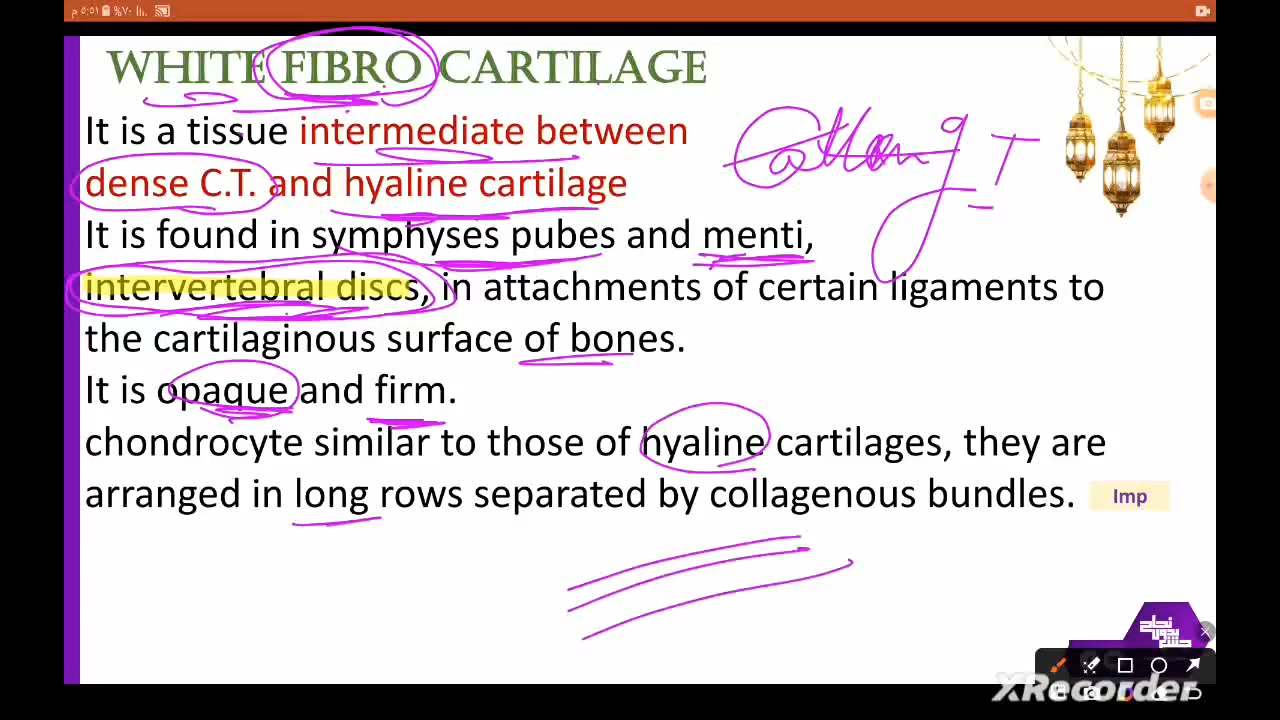 م ٥:٥٦ %٧٠
WHITE FIBRO CARTILAGE
It is a tissue intermediate between
dense C.T. and hyaline cartilage
It is found in symphyses pubes and menti,
intervertebral discs, in attachments of certain ligaments to
the cartilaginous surface of bones.
It is opaque and firm.
chondrocyte similar to those of hyaline cartilages, they are
arranged in long rows separated by collagenous bundles.
Imp
XRecorder